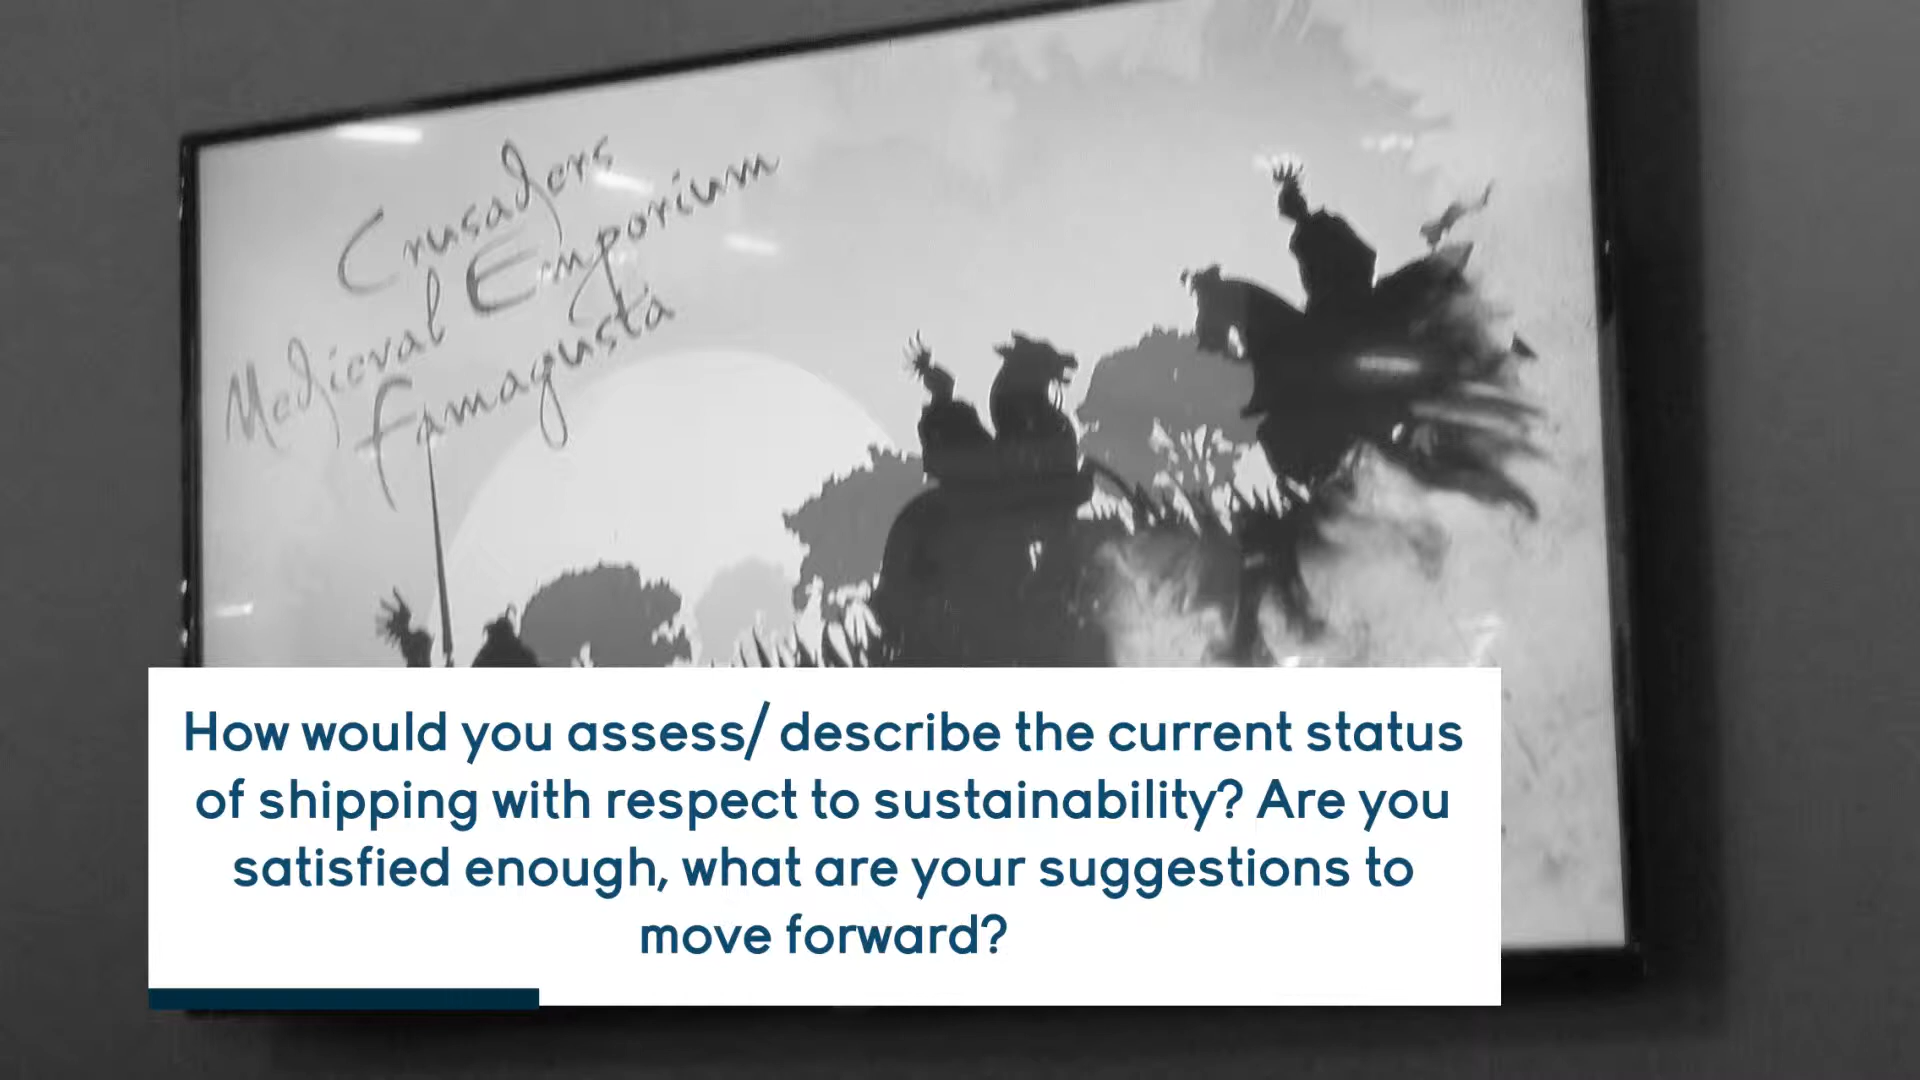 Crusaders
Medieval Emporium
Famagusta
How would you assess/ describe the current status
of shipping with respect to sustainability? Are you
satisfied enough, what are your suggestions to
move forward?